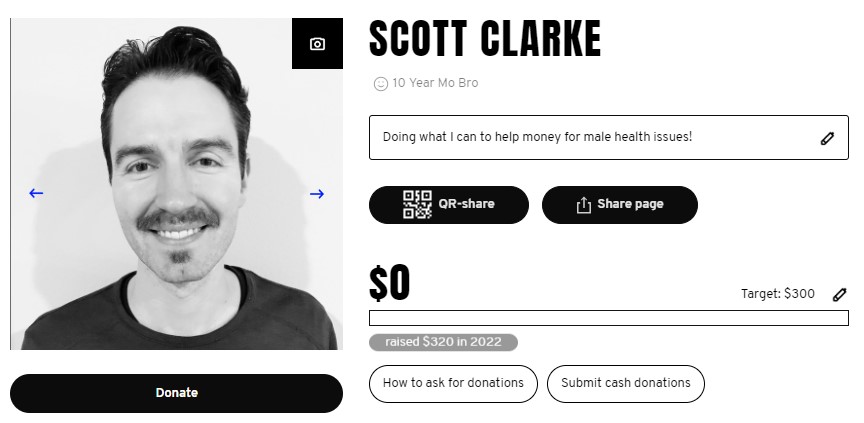 SCOTT CLARKE
10 Year Mo Bro
Doing what I can to help money for male health issues!
QR-share
Share page
$0
Target: $300
raised $320 in 2022
How to ask for donations
Submit cash donations
Donate